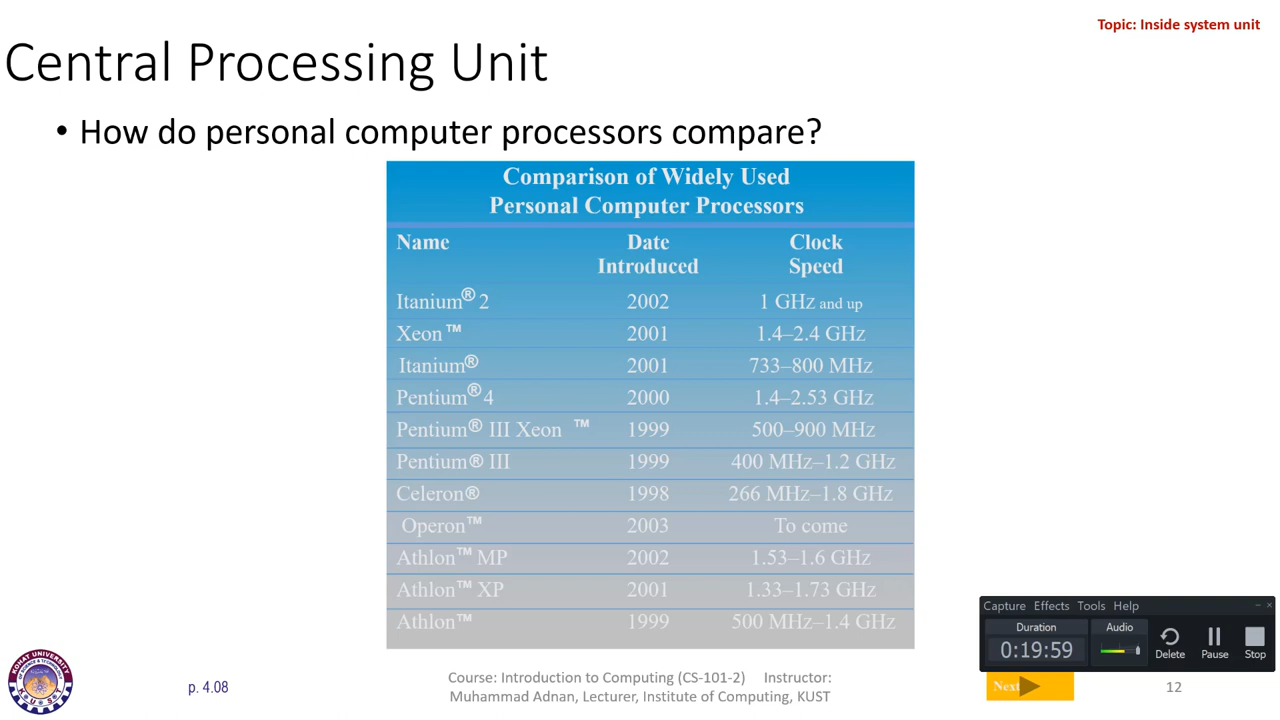 Topic: Inside system unit
Central Processing Unit
• How do personal computer processors compare?
Comparison of Widely Used
Personal Computer Processors
Name Date Introduced Clock Speed
Itanium® 2 2002 1 GHz and up
Xeon™ 2001 1.4–2.4 GHz
Itanium® 2001 733–800 MHz
Pentium® 4 2000 1.4–2.53 GHz
Pentium® III Xeon ™ 1999 500–900 MHz
Pentium® III 1999 400 MHz–1.2 GHz
Celeron® 1998 266 MHz–1.8 GHz
Operon™ 2003 To come
Athlon™ MP 2002 1.53–1.6 GHz
Athlon™ XP 2001 1.33–1.73 GHz
Athlon™ 1999 500 MHz–1.4 GHz
Capture Effects Tools Help
Duration Audio
0:19:59 Delete Pause Stop
KOHAT UNIVERSITY
OF SCIENCE & TECHNOLOGY
K U S T
p. 4.08
Course: Introduction to Computing (CS-101-2) Instructor:
Muhammad Adnan, Lecturer, Institute of Computing, KUST
Next
12